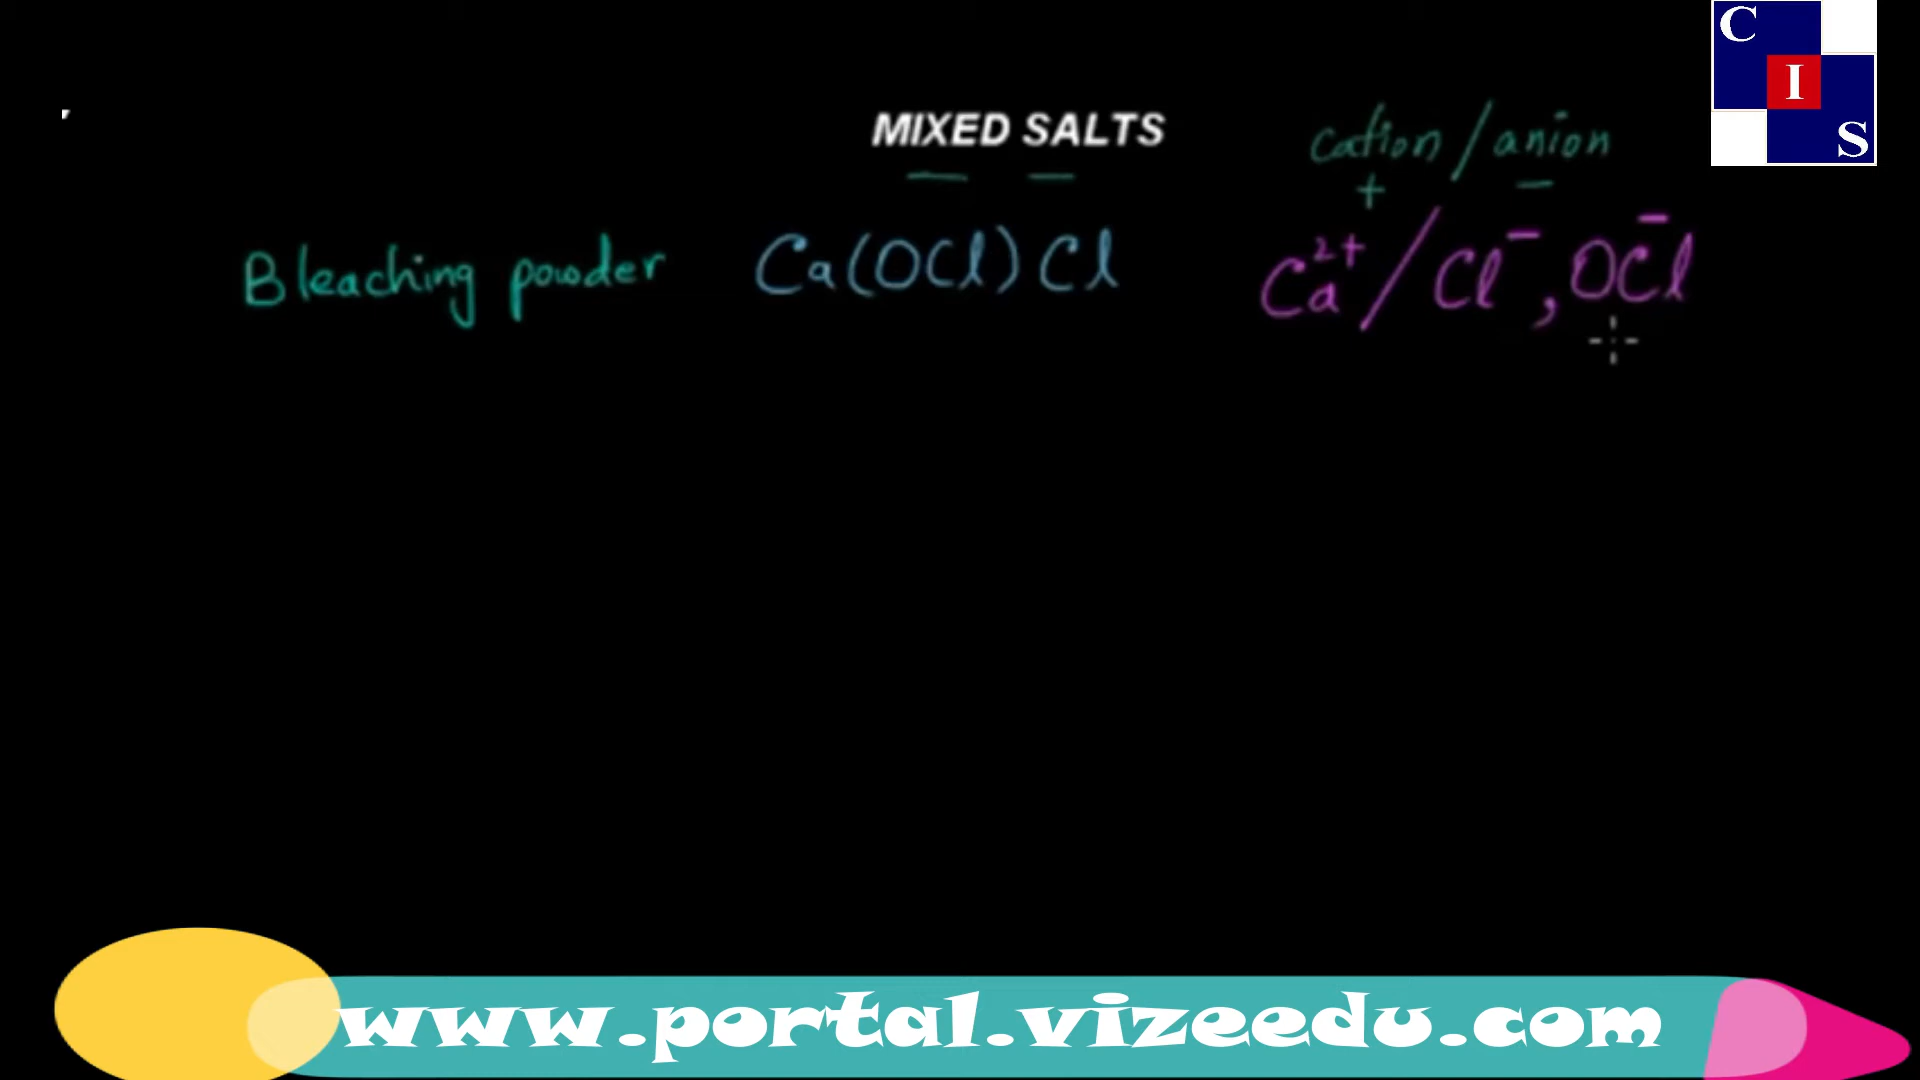 C
I
S
MIXED SALTS
cation / anion
+ −
Bleaching powder Ca(OCl)Cl Ca²⁺/Cl⁻, OCl⁻
www.portal.vizeedu.com